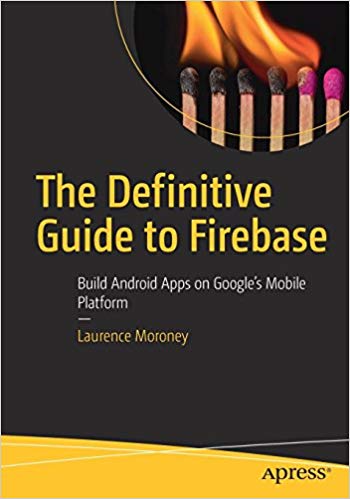 The Definitive
Guide to Firebase
Build Android Apps on Google's Mobile
Platform
—
Laurence Moroney
Apress®